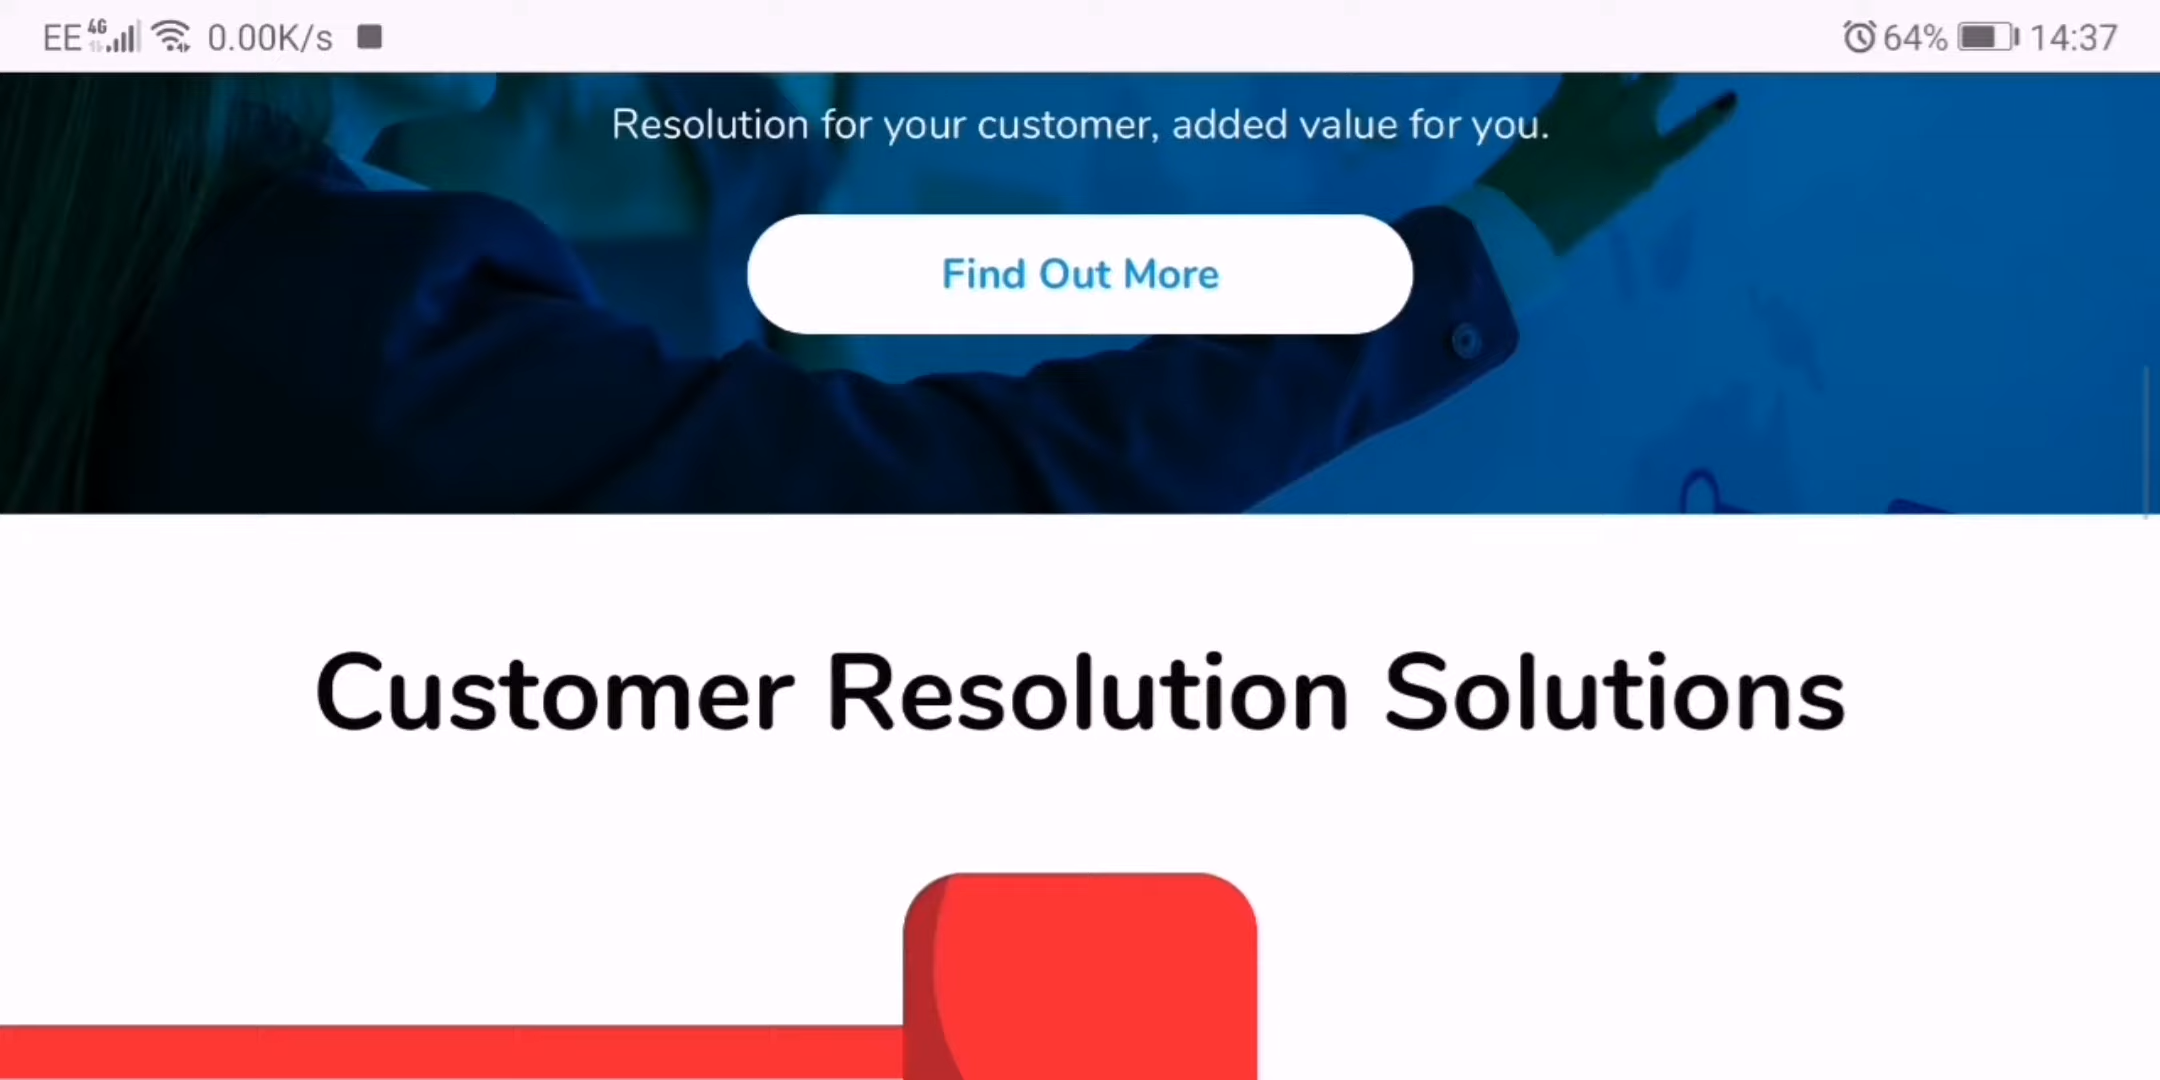 EE 4G 0.00K/s 64% 14:37
Resolution for your customer, added value for you.
Find Out More
Customer Resolution Solutions